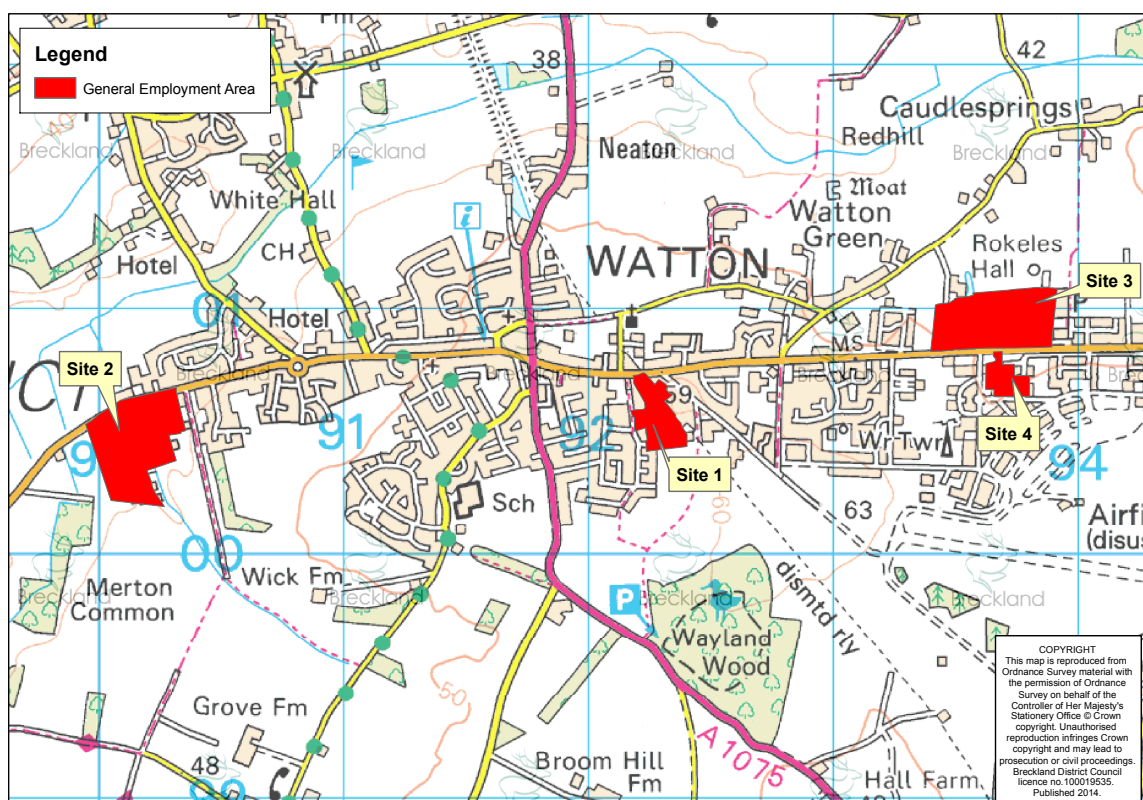 Legend
General Employment Area
Breckland
Breckland
Breckland
38
42
Caudlesprings
Redhill
Neaton
Moat
White Hall
i
Watton
Green
CH
Hotel
WATTON
Rokeles
Hall
Site 3
01
Hotel
MS
Site 2
Breckland
Breckland
Breckland
59
91
92
Wr Twr
Site 4
94
Site 1
Sch
63
Airfi
(disus
60
00
Wick Fm
dismtd rly
Merton
Common
Breckland
P
Breckland
Breckland
Wayland
Wood
50
Grove Fm
A 1075
48
Broom Hill
Fm
Hall Farm
COPYRIGHT
This map is reproduced from
Ordnance Survey material with
the permission of Ordnance
Survey on behalf of the
Controller of Her Majesty's
Stationery Office © Crown
copyright. Unauthorised
reproduction infringes Crown
copyright and may lead to
prosecution or civil proceedings.
Breckland District Council
licence no.100019535.
Published 2014.